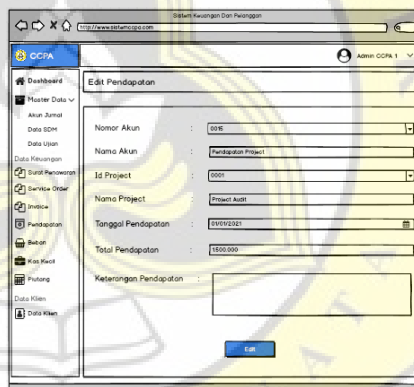 Sistem Keuangan Dan Pelanggan
http://www.sistemccpa.com
CCPA
Admin CCPA 1
Dashboard
Master Data
Akun Jurnal
Data SDM
Data Ujian
Data Keuangan
Surat Penawaran
Service Order
Invoice
Pendapatan
Beban
Kas Kecil
Piutang
Data Klien
Data Klien
Edit Pendapatan
Nomor Akun : 0015
Nama Akun : Pendapatan Project
Id Project : 0001
Nama Project : Project Audit
Tanggal Pendapatan : 01/01/2021
Total Pendapatan : 1500.000
Keterangan Pendapatan :
Edit